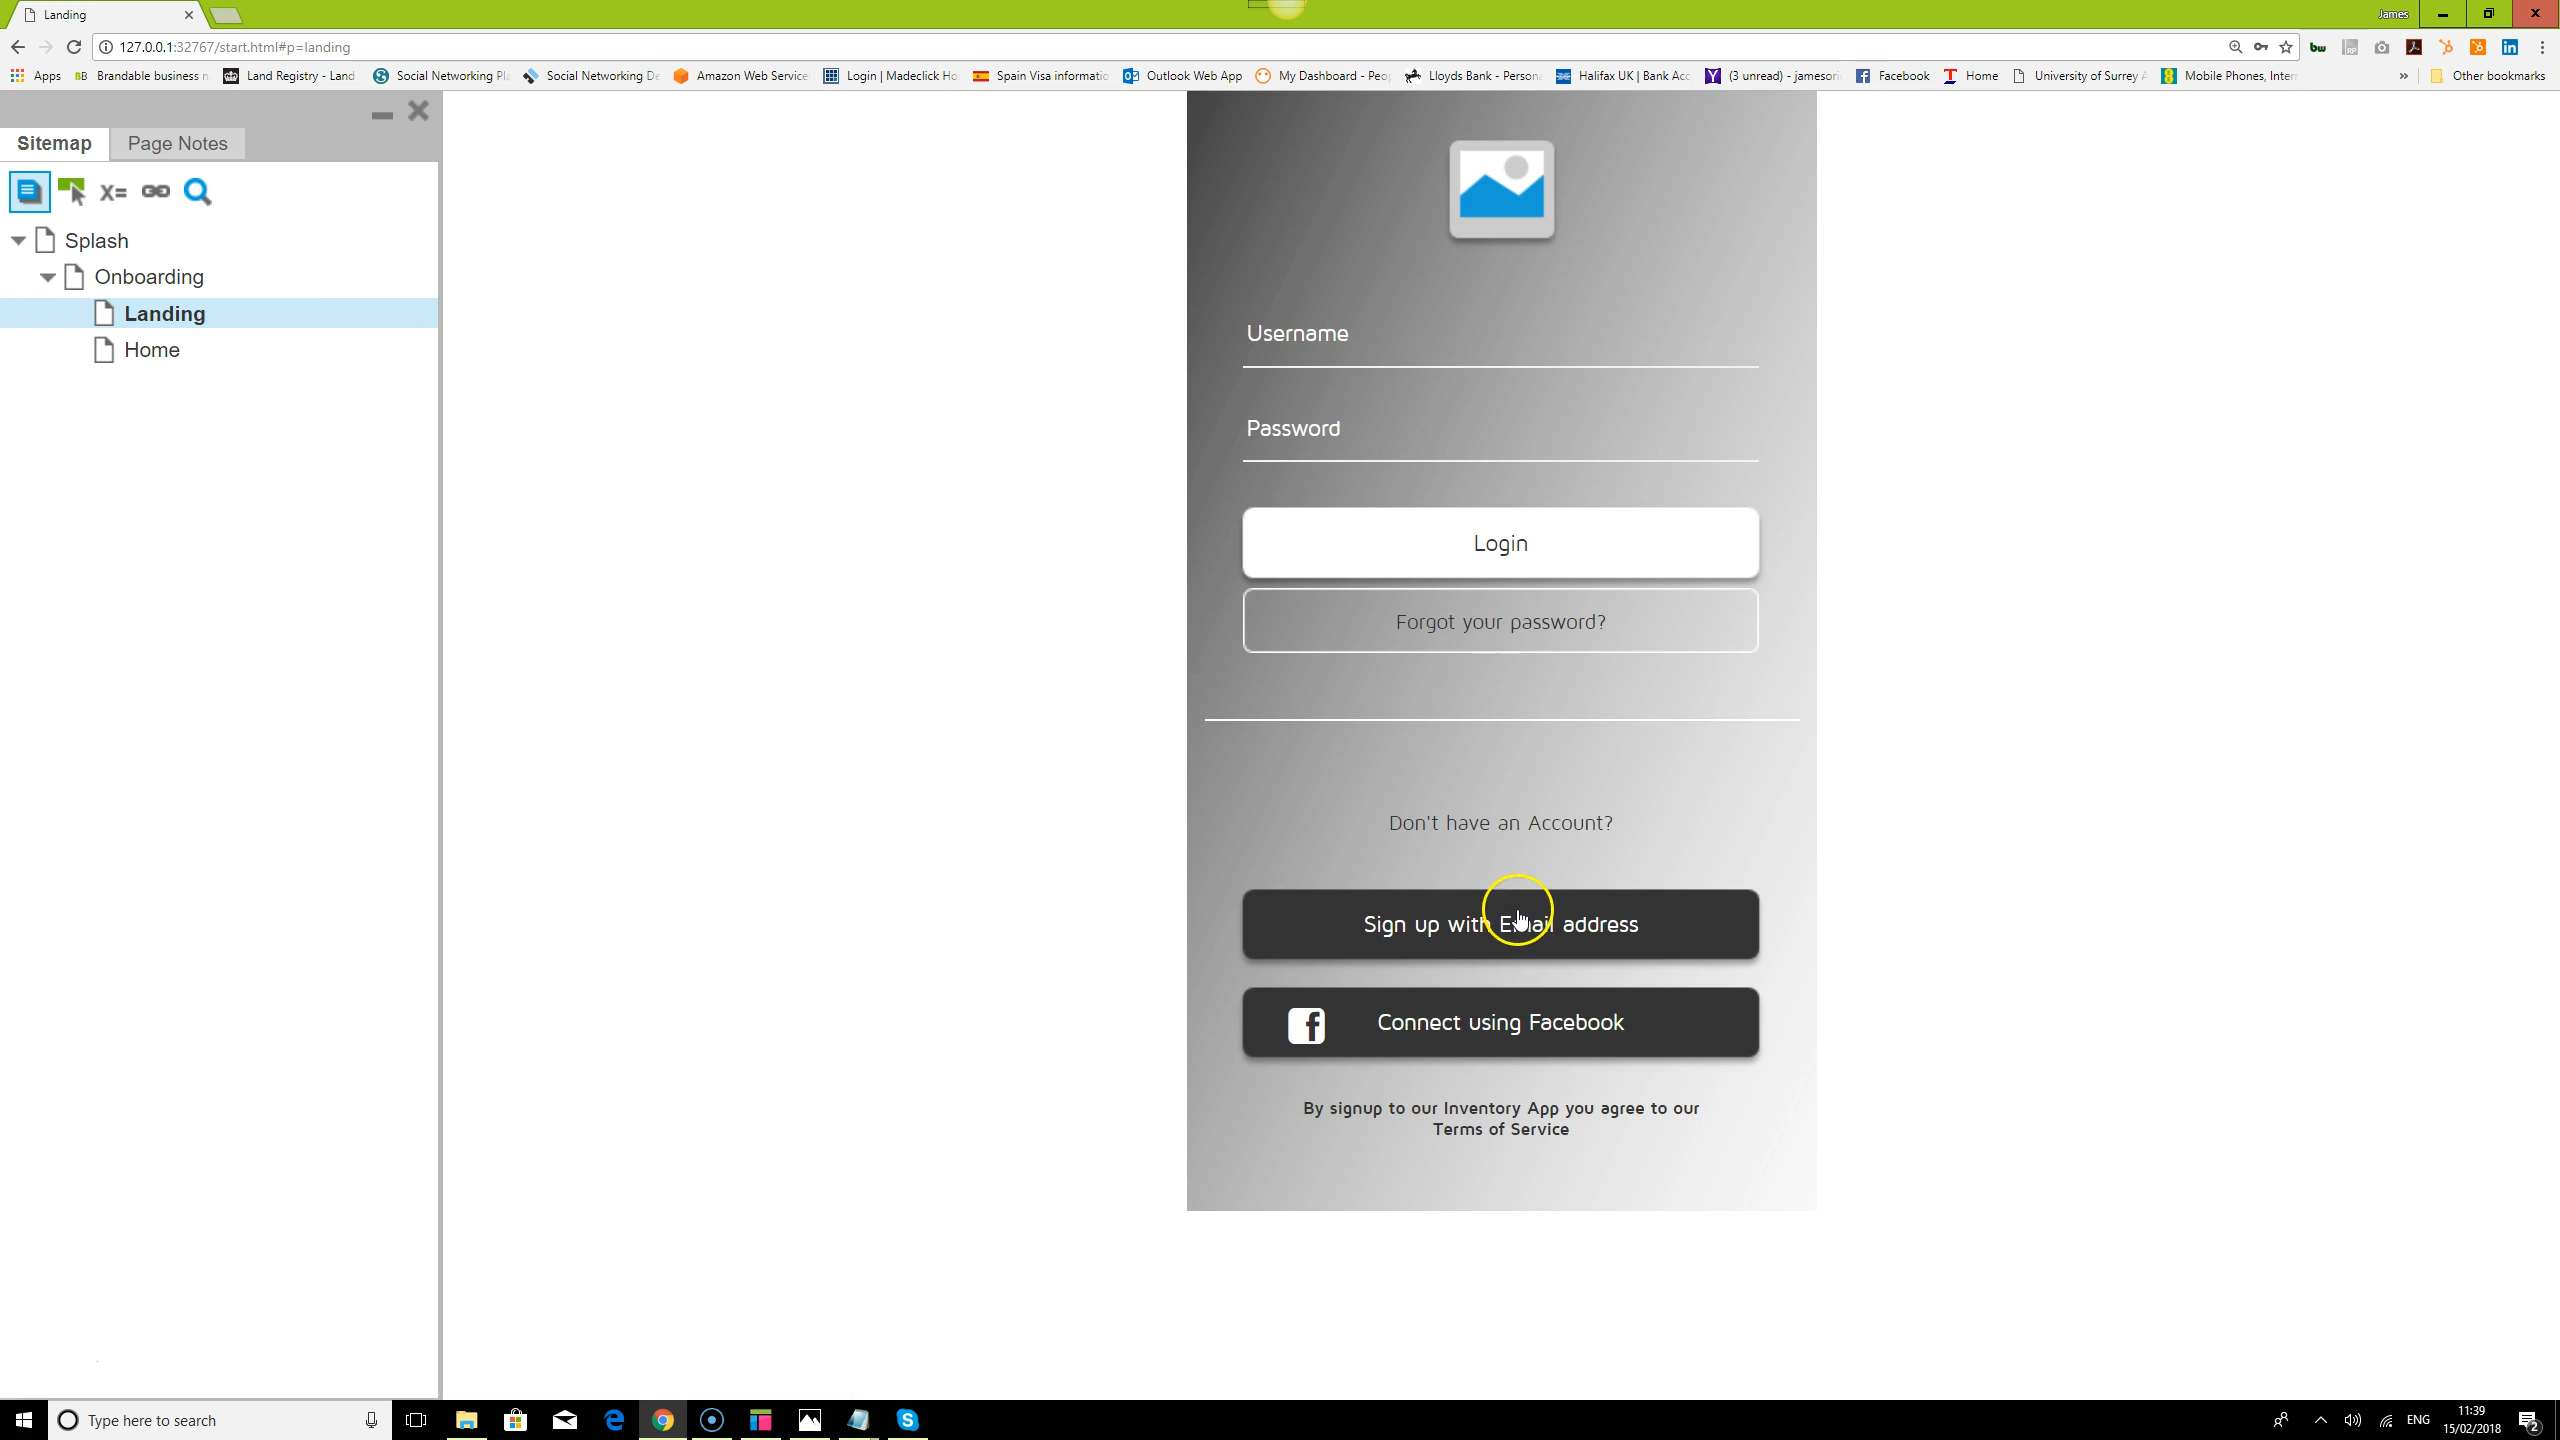 Landing
James
127.0.0.1:32767/start.html#p=landing
Apps
BB Brandable business n
Land Registry - Land
Social Networking Pl
Social Networking De
Amazon Web Service
Login | Madeclick Ho
Spain Visa informatio
Outlook Web App
My Dashboard - Peo
Lloyds Bank - Person
Halifax UK | Bank Acc
(3 unread) - jamesori
Facebook
Home
University of Surrey
Mobile Phones, Inter
»
Other bookmarks
Sitemap
Page Notes
X=
Splash
Onboarding
Landing
Home
Username
Password
Login
Forgot your password?
Don't have an Account?
Sign up with Email address
Connect using Facebook
By signup to our Inventory App you agree to our
Terms of Service
Type here to search
ENG
11:39
15/02/2018
2